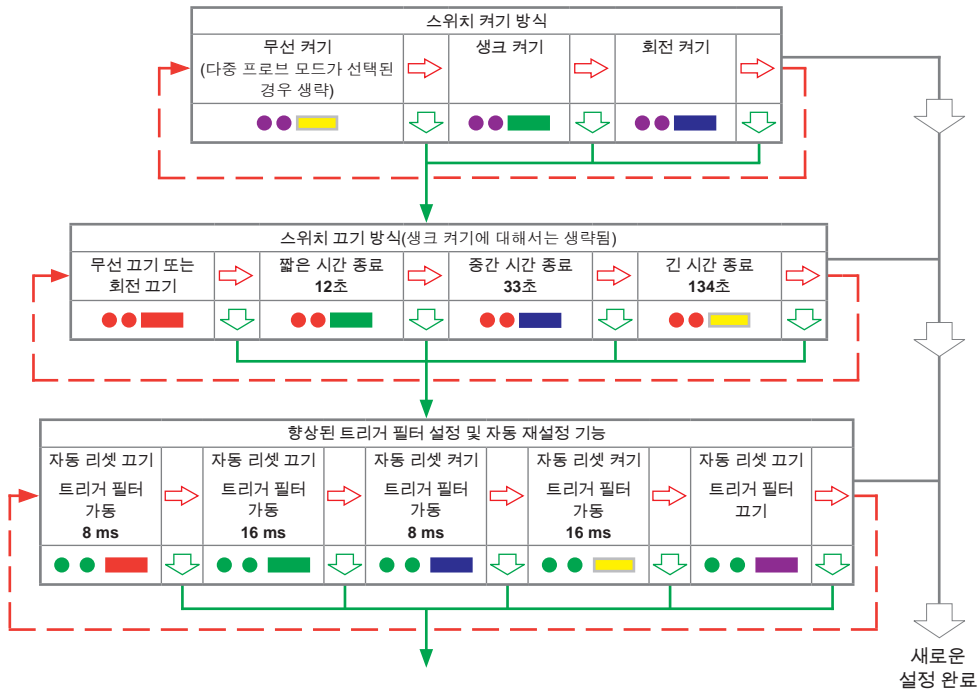 스위치 켜기 방식
무선 켜기
(다중 프로브 모드가 선택된
경우 생략)
생크 켜기
회전 켜기
스위치 끄기 방식(생크 켜기에 대해서는 생략됨)
무선 끄기 또는
회전 끄기
짧은 시간 종료
12초
중간 시간 종료
33초
긴 시간 종료
134초
향상된 트리거 필터 설정 및 자동 재설정 기능
자동 리셋 끄기
트리거 필터
가동
8 ms
자동 리셋 끄기
트리거 필터
가동
16 ms
자동 리셋 켜기
트리거 필터
가동
8 ms
자동 리셋 켜기
트리거 필터
가동
16 ms
자동 리셋 끄기
트리거 필터
끄기
새로운
설정 완료